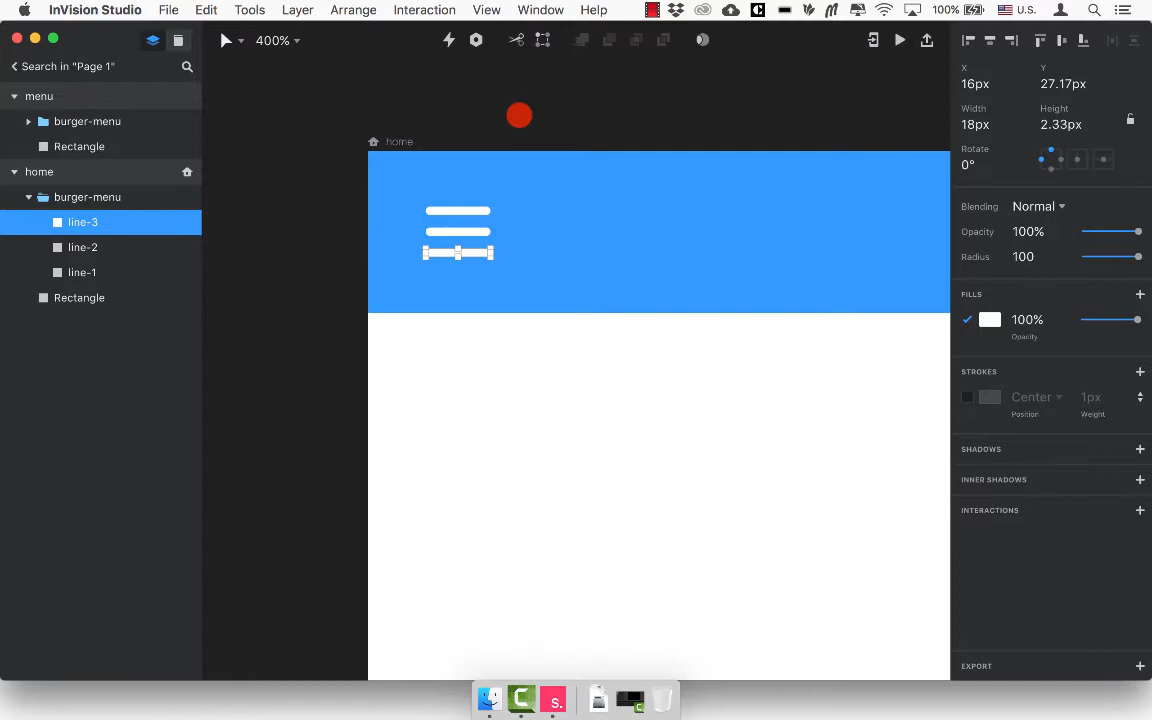 InVision Studio File Edit Tools Layer Arrange Interaction View Window Help 100% U.S.
400%
Search in "Page 1"
menu
burger-menu
Rectangle
home
burger-menu
line-3
line-2
line-1
Rectangle
home
X Y
16px 27.17px
Width Height
18px 2.33px
Rotate
0°
Blending Normal
Opacity 100%
Radius 100
FILLS
100%
Opacity
STROKES
Center 1px
Position Weight
SHADOWS
INNER SHADOWS
INTERACTIONS
EXPORT
s.